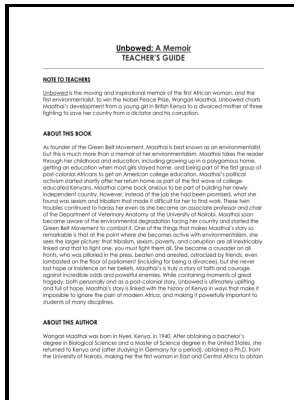 Unbowed: A Memoir
TEACHER'S GUIDE
NOTE TO TEACHERS
Unbowed is the moving and inspirational memoir of the first African woman, and the
first environmentalist, to win the Nobel Peace Prize. Wangari Maathai. Unbowed charts
Maathai's development from a young girl in British Kenya to a divorced mother of three
fighting to save her country from a dictator and his corruption.
ABOUT THIS BOOK
As founder of the Green Belt Movement, Maathai is best known as an environmentalist,
but this is much more than a memoir of her environmentalism. Maathai takes the reader
through her childhood and education, including growing up in a polygamous home,
getting an education when most girls stayed home, and being part of the first group of
post-colonial Africans to get an American college education. Maathai's political
activism started shortly after her return home as part of the first wave of college-
educated Kenyans. Maathai came back anxious to be part of building her newly
independent country. However, instead of the job she had been promised, what she
found was sexism and tribalism that made it difficult for her to find work. These twin
troubles continued to harass her even as she became an associate professor and chair
of the Department of Veterinary Anatomy at the University of Nairobi. Maathai soon
became aware of the environmental degradation facing her country and started the
Green Belt Movement to combat it. One of the things that makes Maathai's story so
remarkable is that at the point where she becomes active with environmentalism, she
sees the larger picture: that tribalism, sexism, poverty, and corruption are all inextricably
linked and that to fight one, you must fight them all. She became a crusader on all
fronts, who was pilloried in the press, beaten and arrested, ostracized by friends, even
lambasted on the floor of parliament (including for being a divorcee), but she never
lost hope or insistence on her beliefs. Maathai's is truly a story of faith and courage,
against incredible odds and powerful enemies. While containing moments of great
tragedy, both personally and as a post-colonial story, Unbowed is ultimately uplifting
and full of hope. Maathai's story is linked with the history of Kenya in ways that make it
impossible to ignore the pain of modern Africa, and making it powerfully important to
students of many disciplines.
ABOUT THIS AUTHOR
Wangari Maathai was born in Nyeri, Kenya, in 1940. After obtaining a bachelor's
degree in Biological Sciences and a Master of Science degree in the United States, she
returned to Kenya and (after studying in Germany for a period), obtained a Ph.D. from
the University of Nairobi, making her the first woman in East and Central Africa to obtain